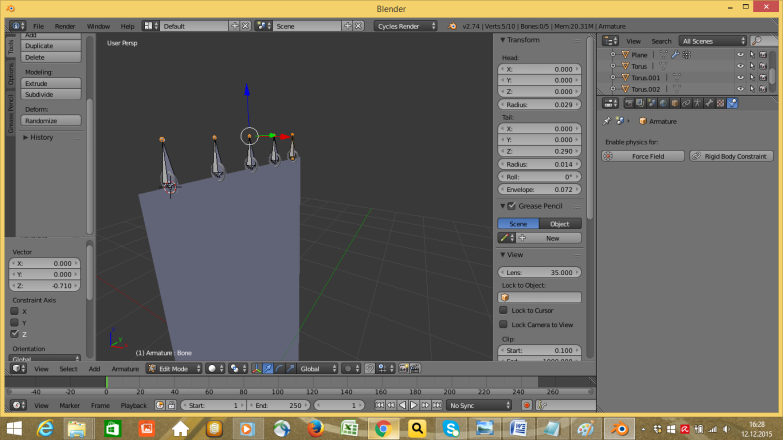 Blender
File Render Window Help Default Scene Cycles Render v2.74 | Verts:5/10 | Bones:0/5 | Mem:20.31M | Armature
Tools
Options
Grease Pencil
Add
Duplicate
Delete
Modeling:
Extrude
Subdivide
Deform:
Randomize
History
Vector
X: 0.000
Y: 0.000
Z: -0.710
Constraint Axis
X
Y
Z
Orientation
Global
User Persp
(1) Armature : Bone
View Select Add Armature Edit Mode Global
Transform
Head:
X: 0.000
Y: 0.000
Z: 0.000
Radius: 0.029
Tail:
X: 0.000
Y: 0.000
Z: 0.290
Radius: 0.014
Roll: 0°
Envelope: 0.072
Grease Pencil
Scene Object
New
View
Lens: 35.000
Lock to Object:
Lock to Cursor
Lock Camera to View
Clip:
Start: 0.100
View Search All Scenes
Plane
Torus
Torus.001
Torus.002
Armature
Enable physics for:
Force Field Rigid Body Constraint
-40 -20 0 20 40 60 80 100 120 140 160 180 200 220 240 260 280
View Marker Frame Playback Start: 1 End: 250 1 No Sync
16:28
12.12.2015